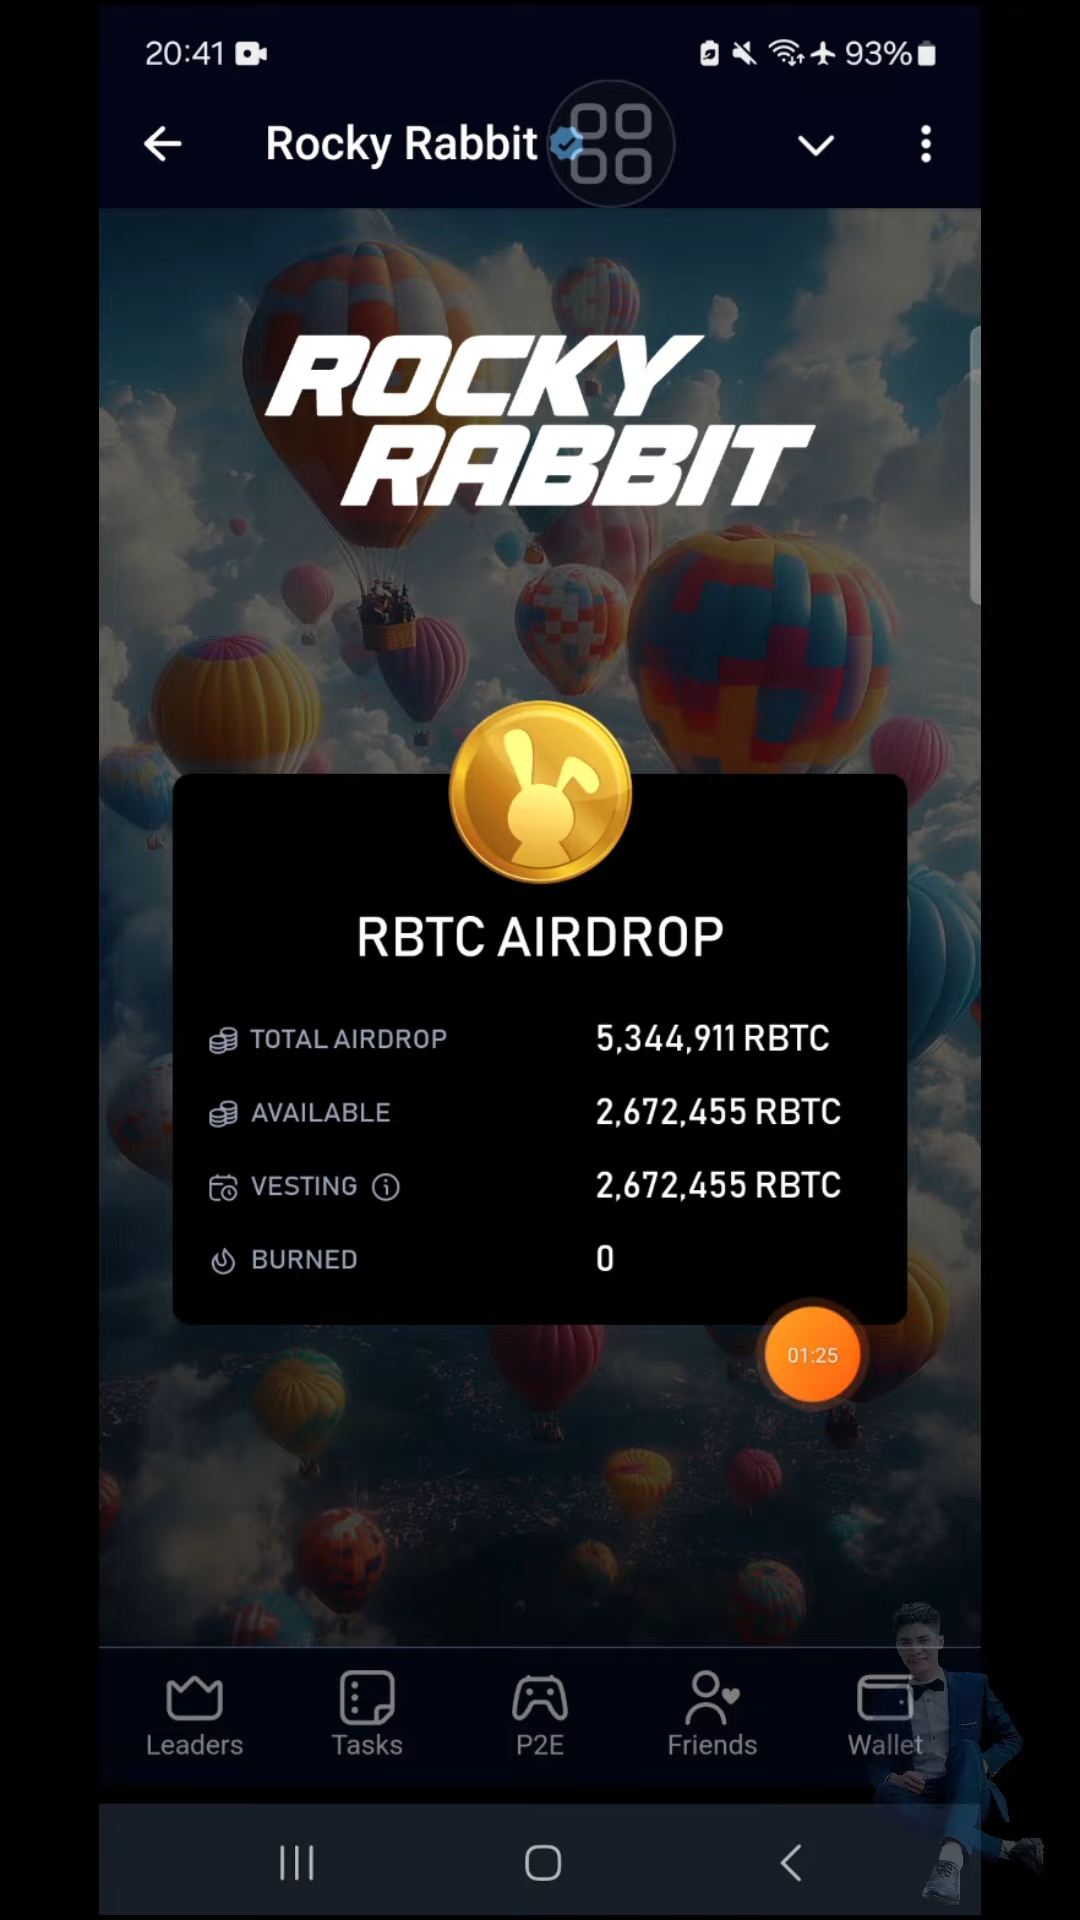 20:41 93%
Rocky Rabbit
ROCKY
RABBIT
RBTC AIRDROP
TOTAL AIRDROP 5,344,911 RBTC
AVAILABLE 2,672,455 RBTC
VESTING 2,672,455 RBTC
BURNED 0
01:25
Leaders Tasks P2E Friends Wallet